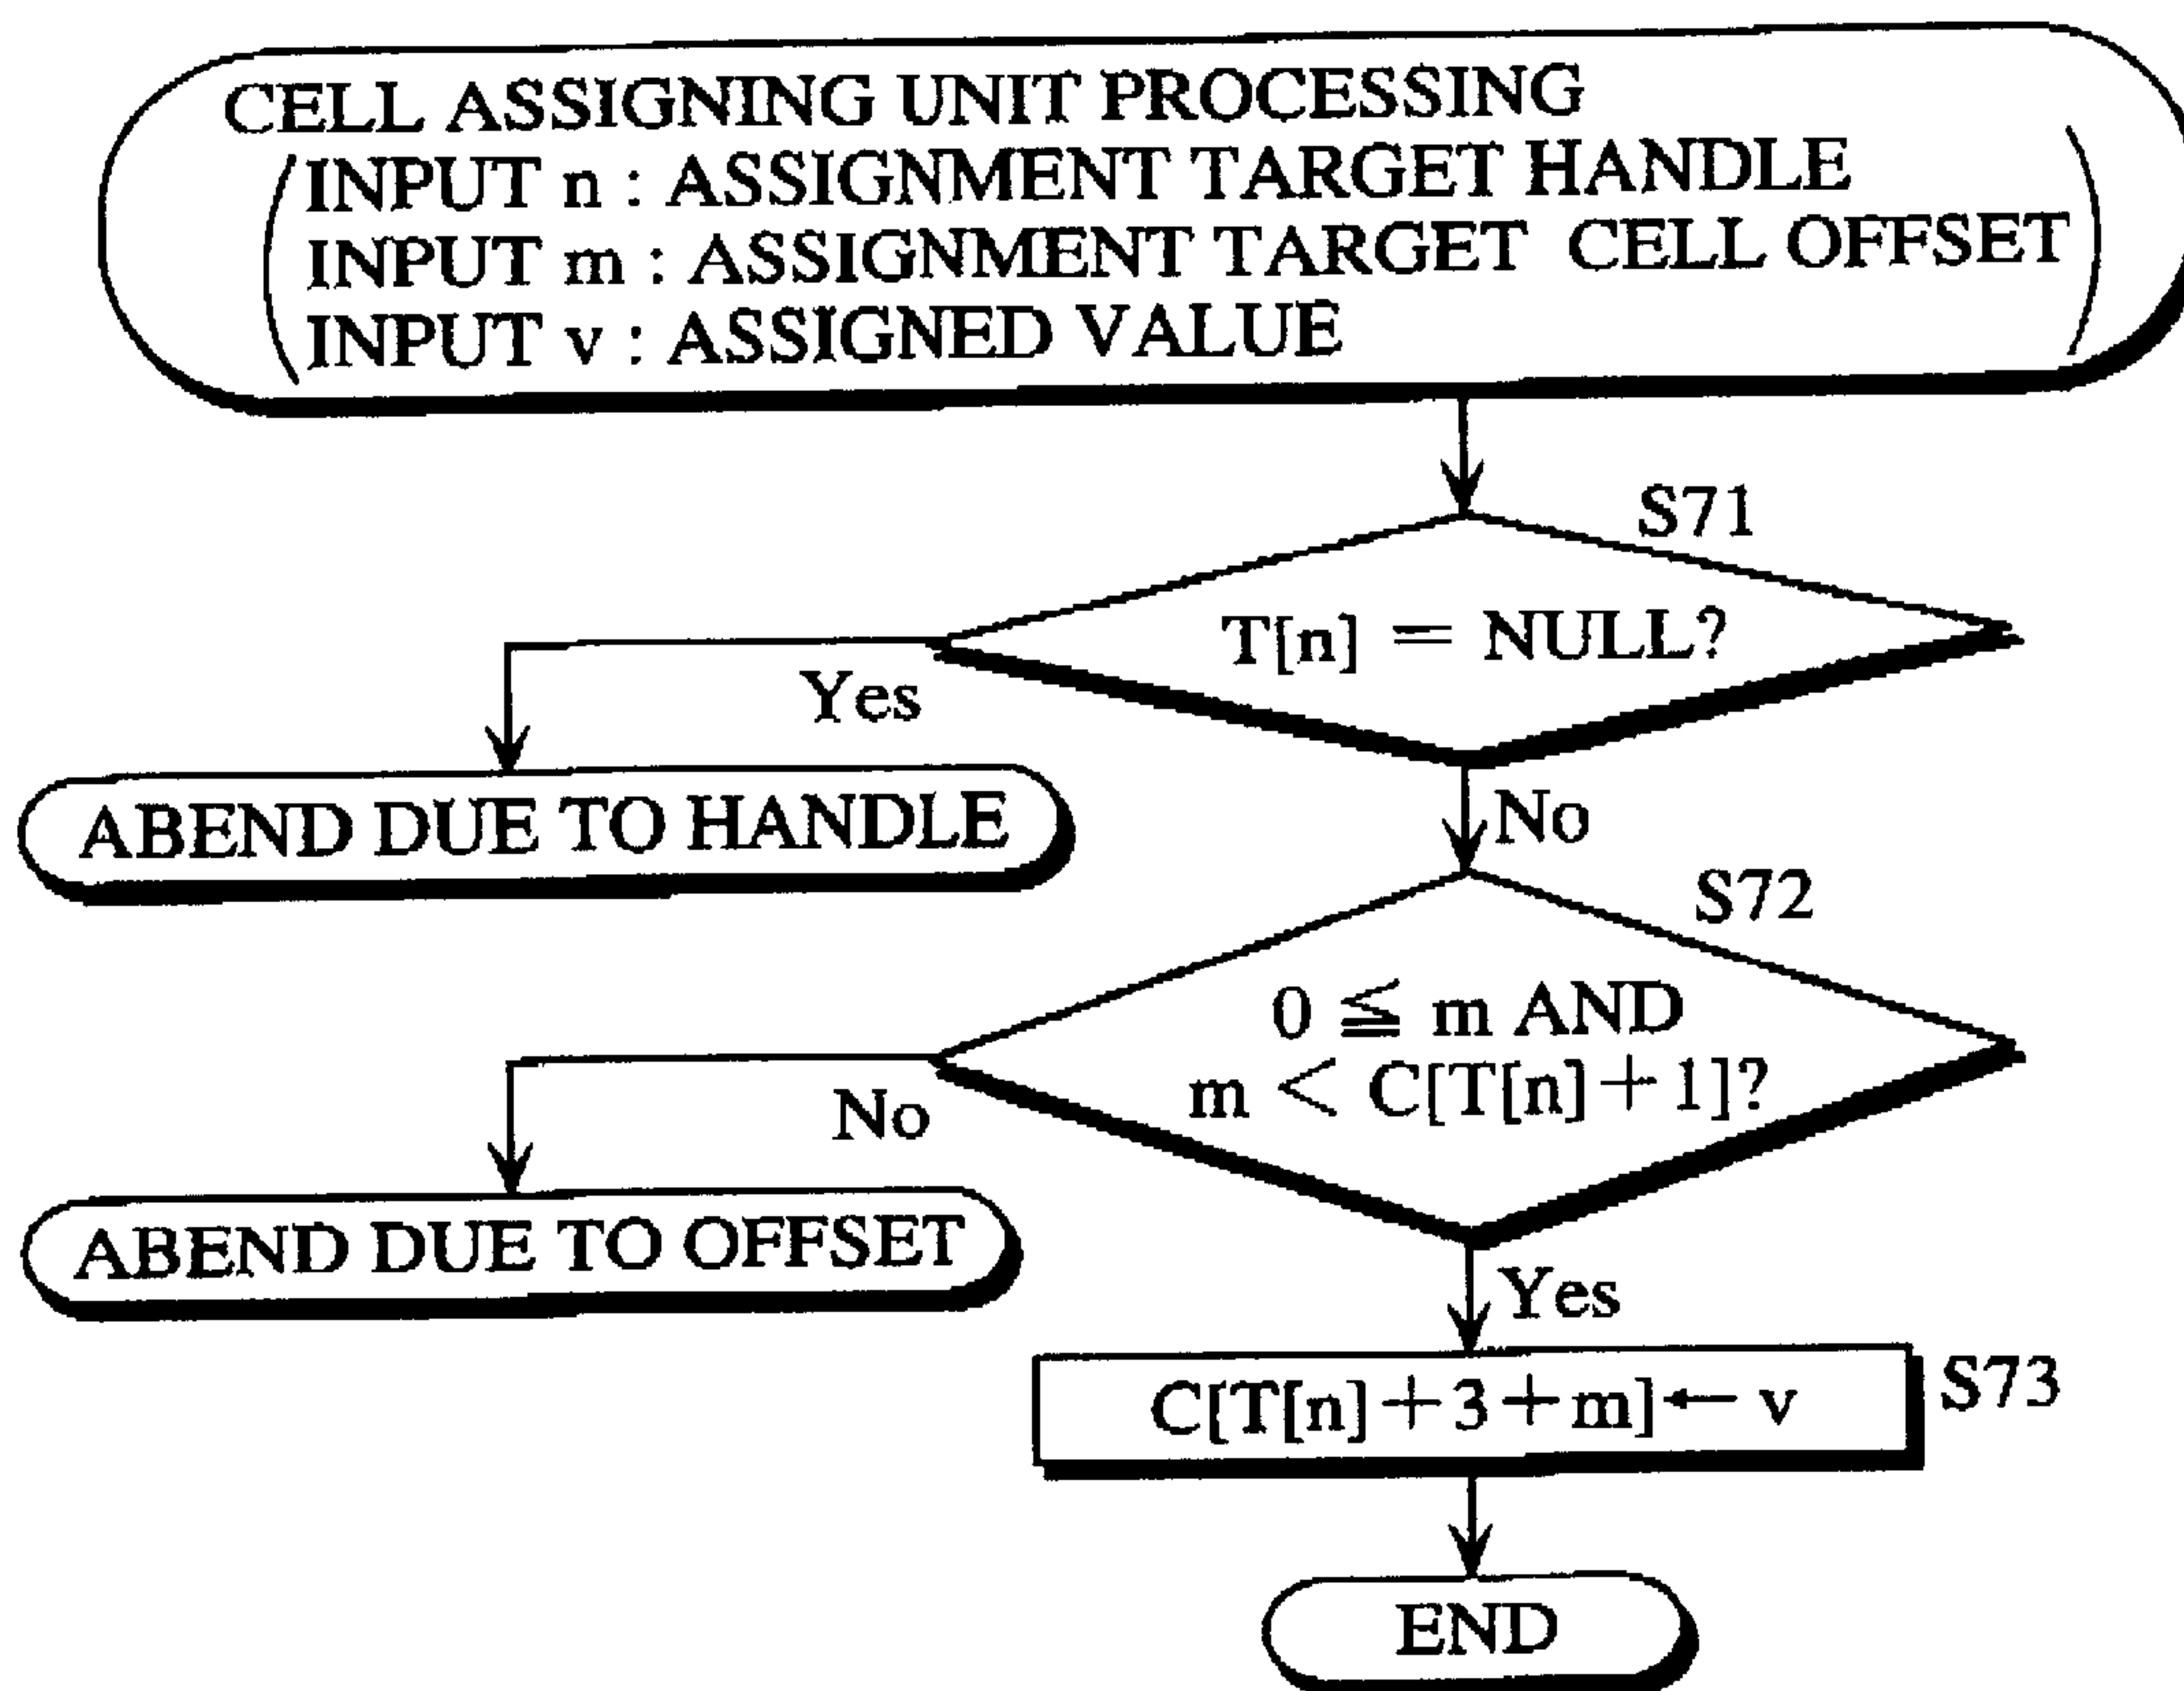 CELL ASSIGNING UNIT PROCESSING
INPUT n : ASSIGNMENT TARGET HANDLE
INPUT m : ASSIGNMENT TARGET CELL OFFSET
INPUT v : ASSIGNED VALUE
S71
T[n] = NULL?
Yes
ABEND DUE TO HANDLE
No
S72
0 ≦ m AND
m < C[T[n]+1]?
No
ABEND DUE TO OFFSET
Yes
C[T[n]+3+m]← v
S73
END